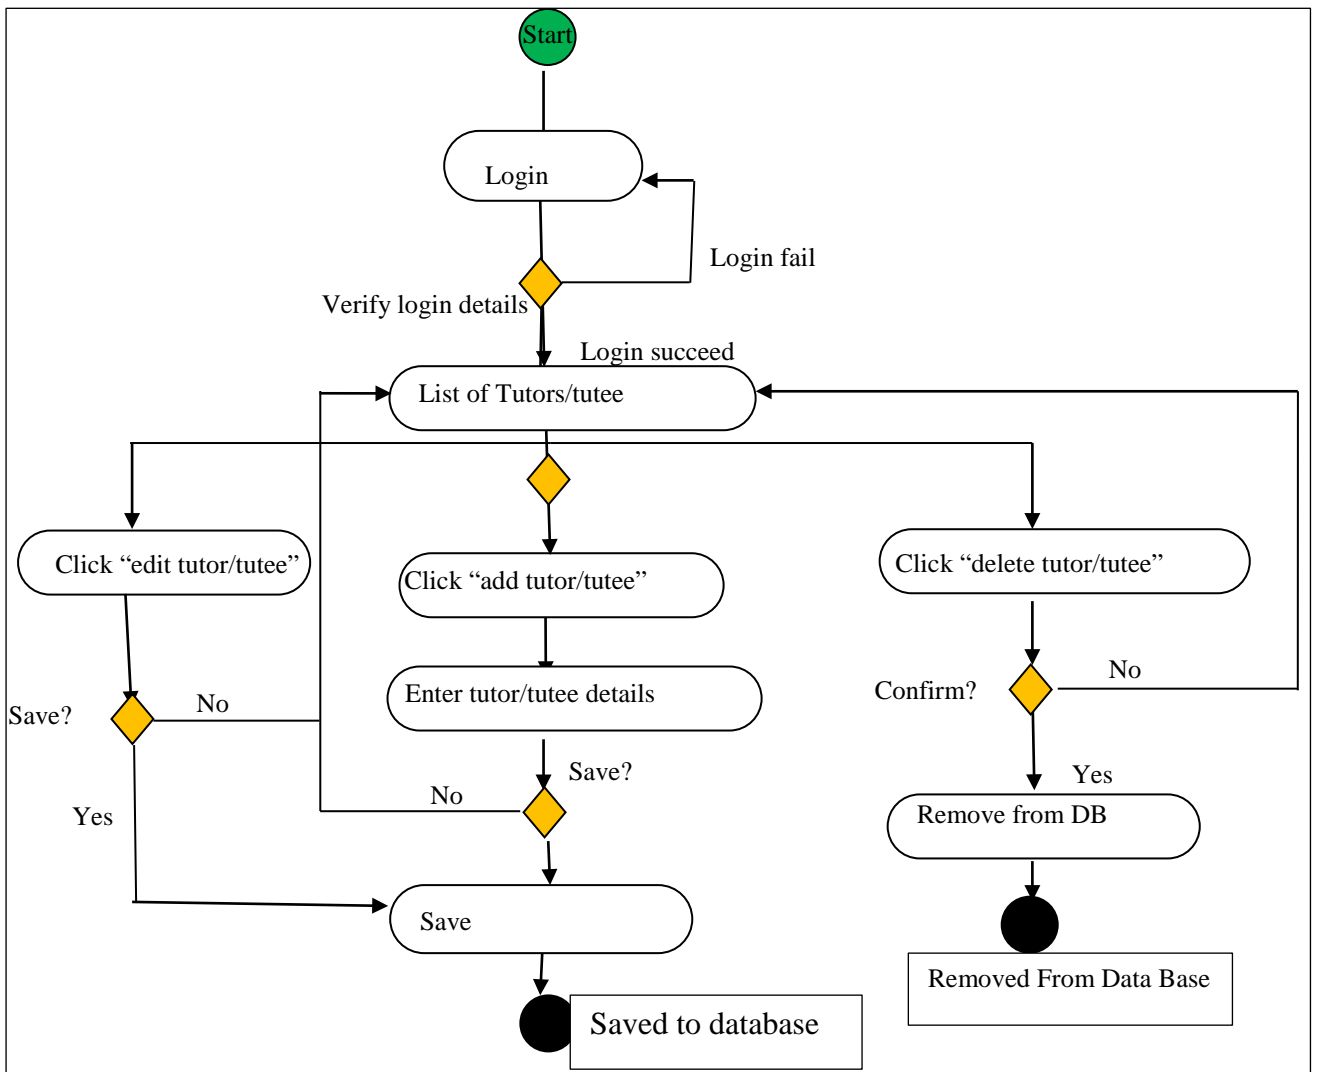 Start
Login
Login fail
Verify login details
Login succeed
List of Tutors/tutee
Click “edit tutor/tutee”
Click “add tutor/tutee”
Click “delete tutor/tutee”
Enter tutor/tutee details
Confirm?
No
Save?
No
Save?
No
Yes
Yes
Remove from DB
Save
Removed From Data Base
Saved to database